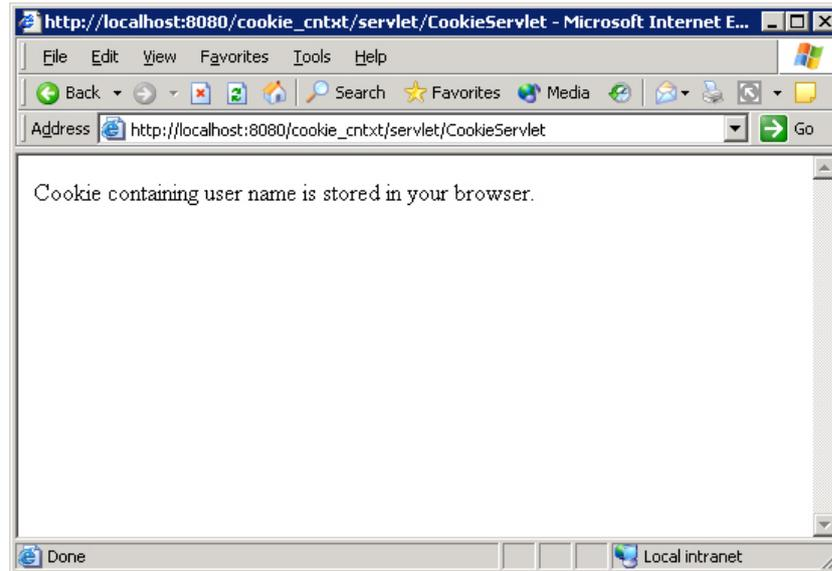 http://localhost:8080/cookie_cntxt/servlet/CookieServlet - Microsoft Internet E...
File Edit View Favorites Tools Help
Back Search Favorites Media
Address http://localhost:8080/cookie_cntxt/servlet/CookieServlet Go
Cookie containing user name is stored in your browser.
Done Local intranet